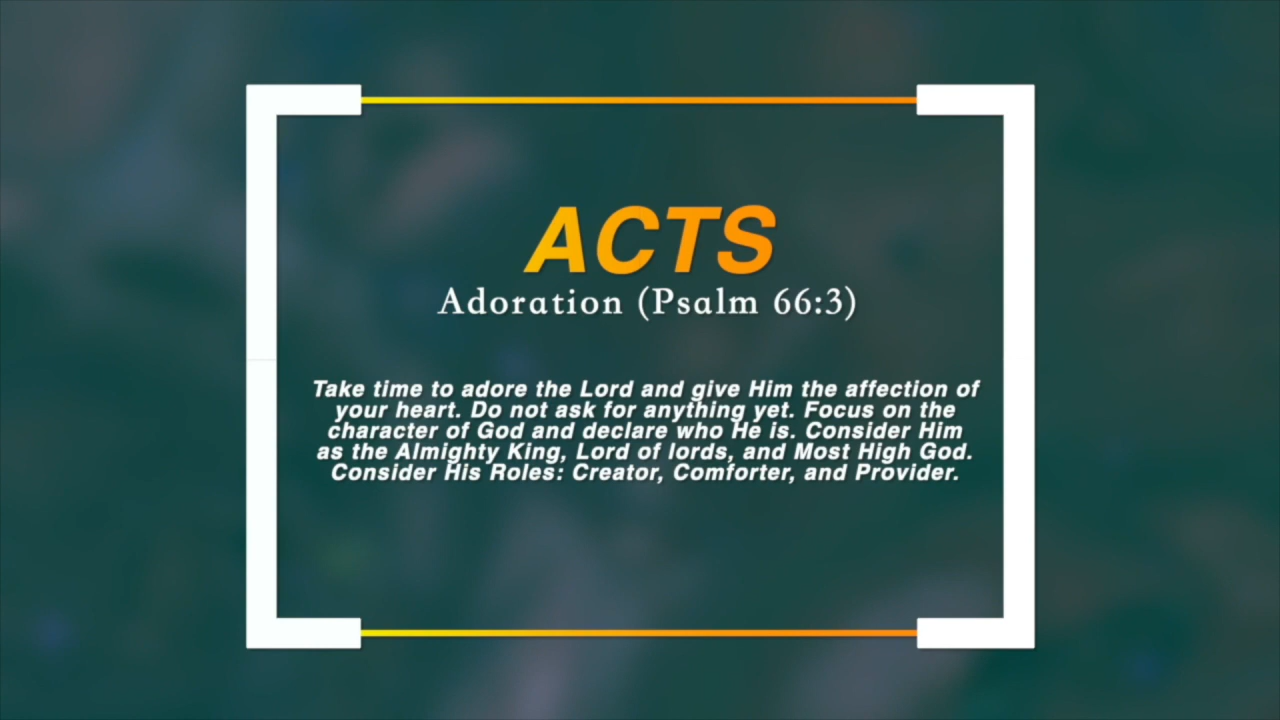 ACTS
Adoration (Psalm 66:3)
Take time to adore the Lord and give Him the affection of
your heart. Do not ask for anything yet. Focus on the
character of God and declare who He is. Consider Him
as the Almighty King, Lord of lords, and Most High God.
Consider His Roles: Creator, Comforter, and Provider.